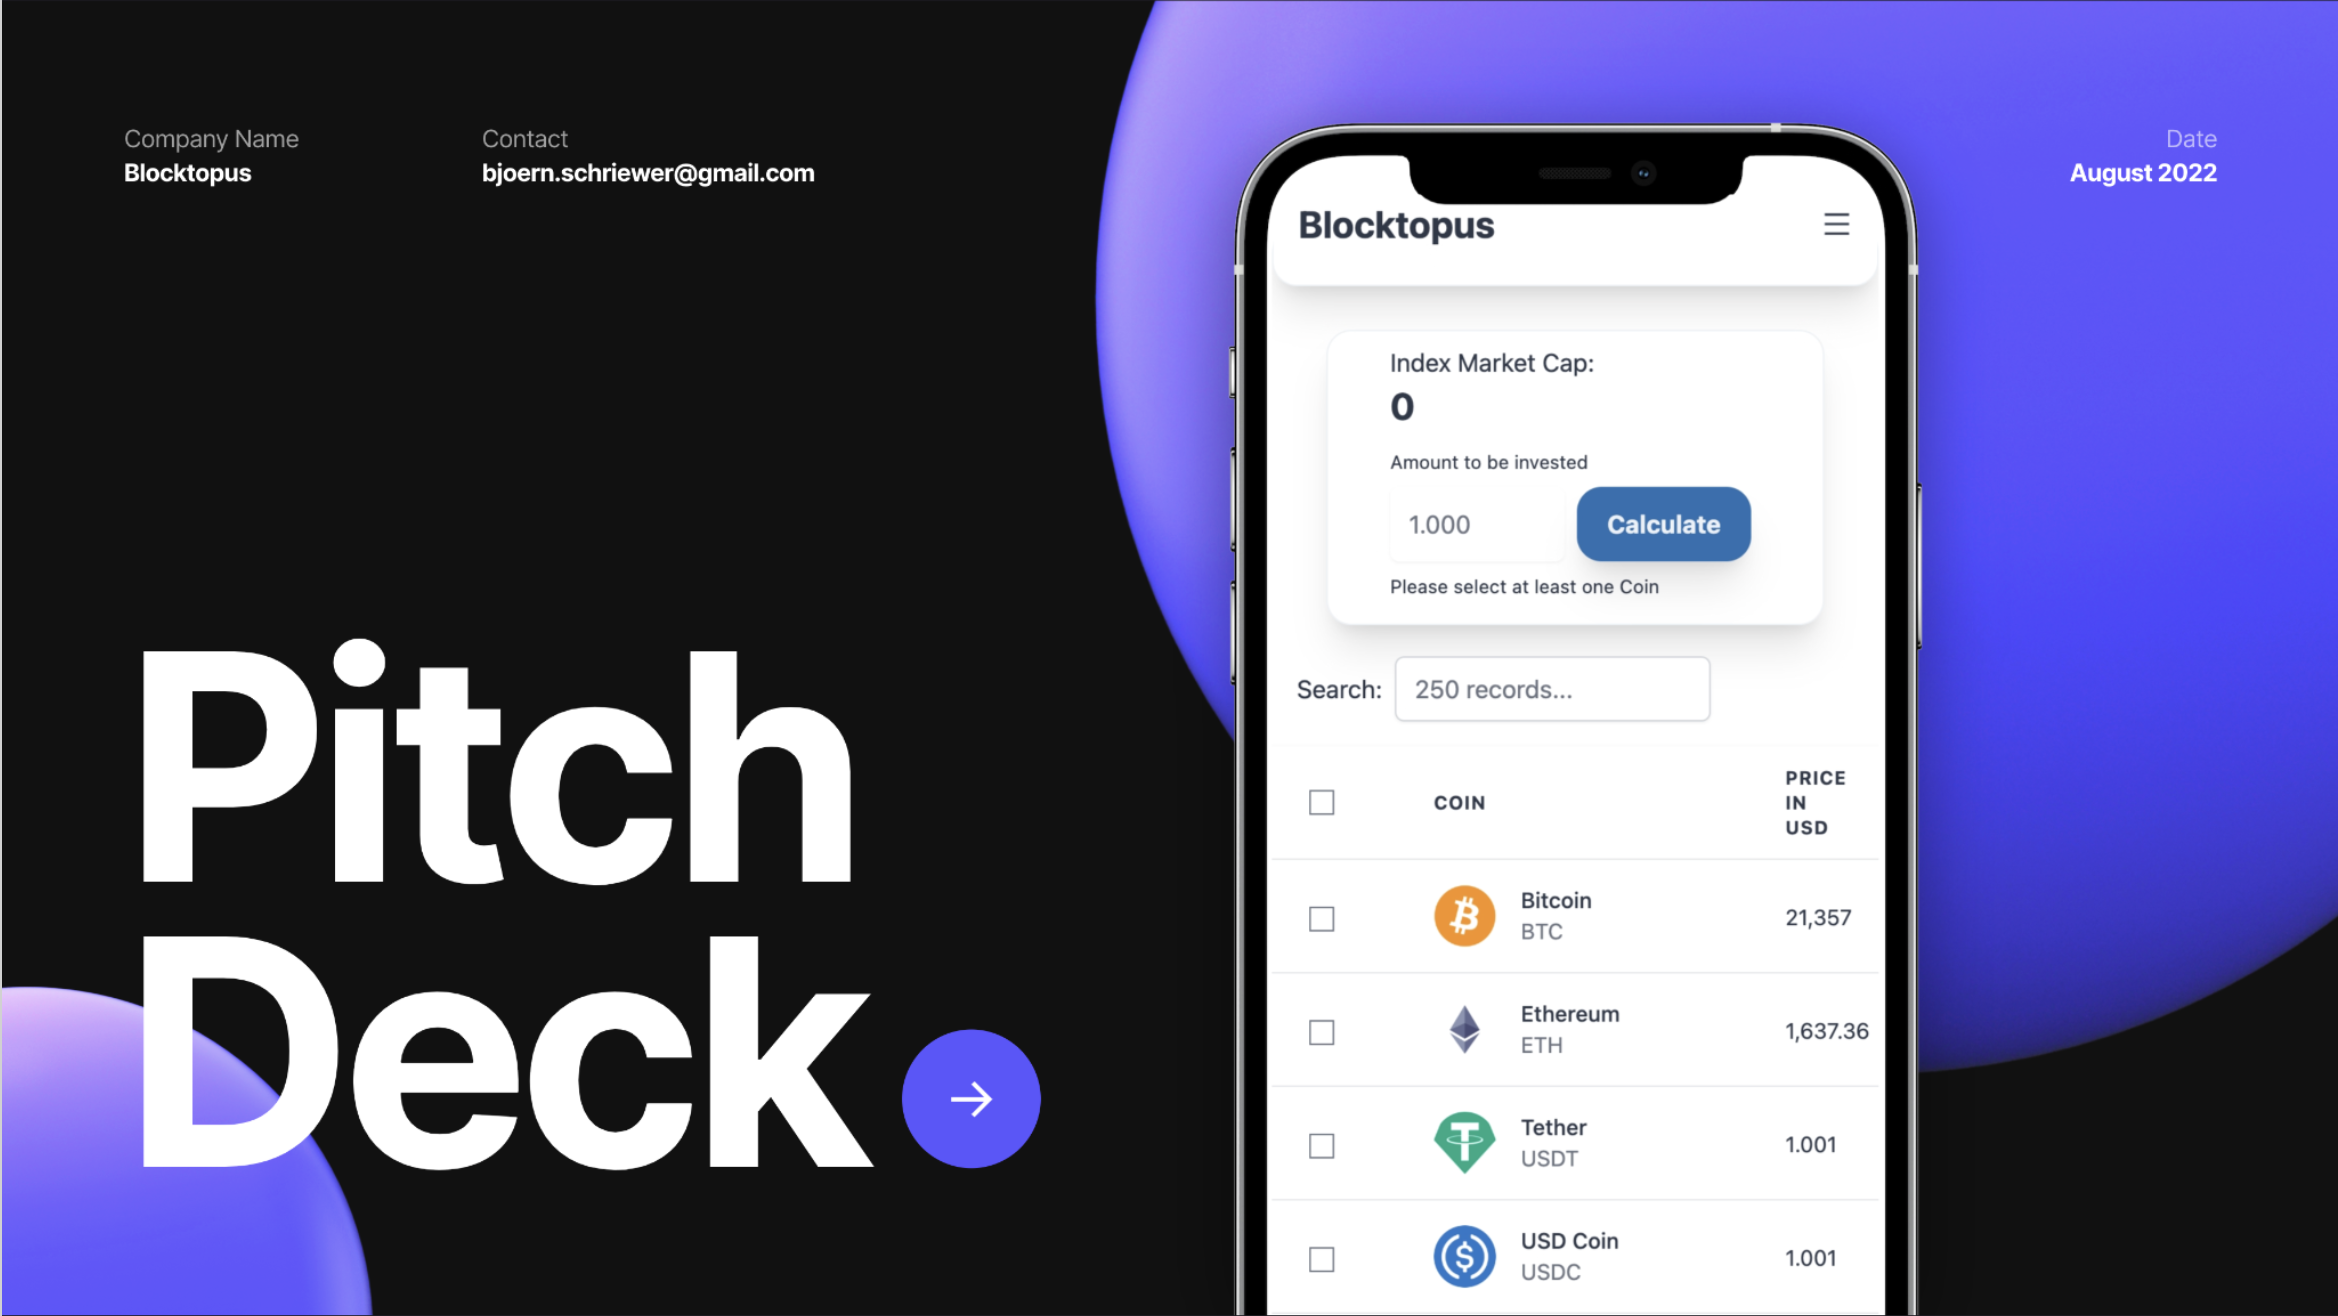 Company Name
Blocktopus
Contact
bjoern.schriewer@gmail.com
Date
August 2022
Pitch
Deck
Blocktopus
Index Market Cap:
0
Amount to be invested
1.000
Calculate
Please select at least one Coin
Search: 250 records...
COIN
PRICE
IN
USD
Bitcoin
BTC
21,357
Ethereum
ETH
1,637.36
Tether
USDT
1.001
USD Coin
USDC
1.001